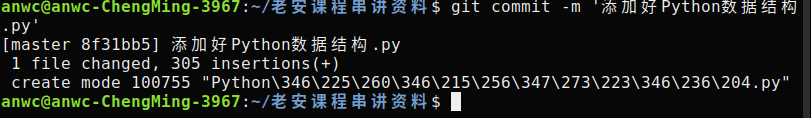 anwc@anwc-ChengMing-3967:~/老安课程串讲资料$ git commit -m '添加好Python数据结构
.py'
[master 8f31bb5] 添加好Python数据结构.py
 1 file changed, 305 insertions(+)
 create mode 100755 "Python\346\225\260\346\215\256\347\273\223\346\236\204.py"
anwc@anwc-ChengMing-3967:~/老安课程串讲资料$